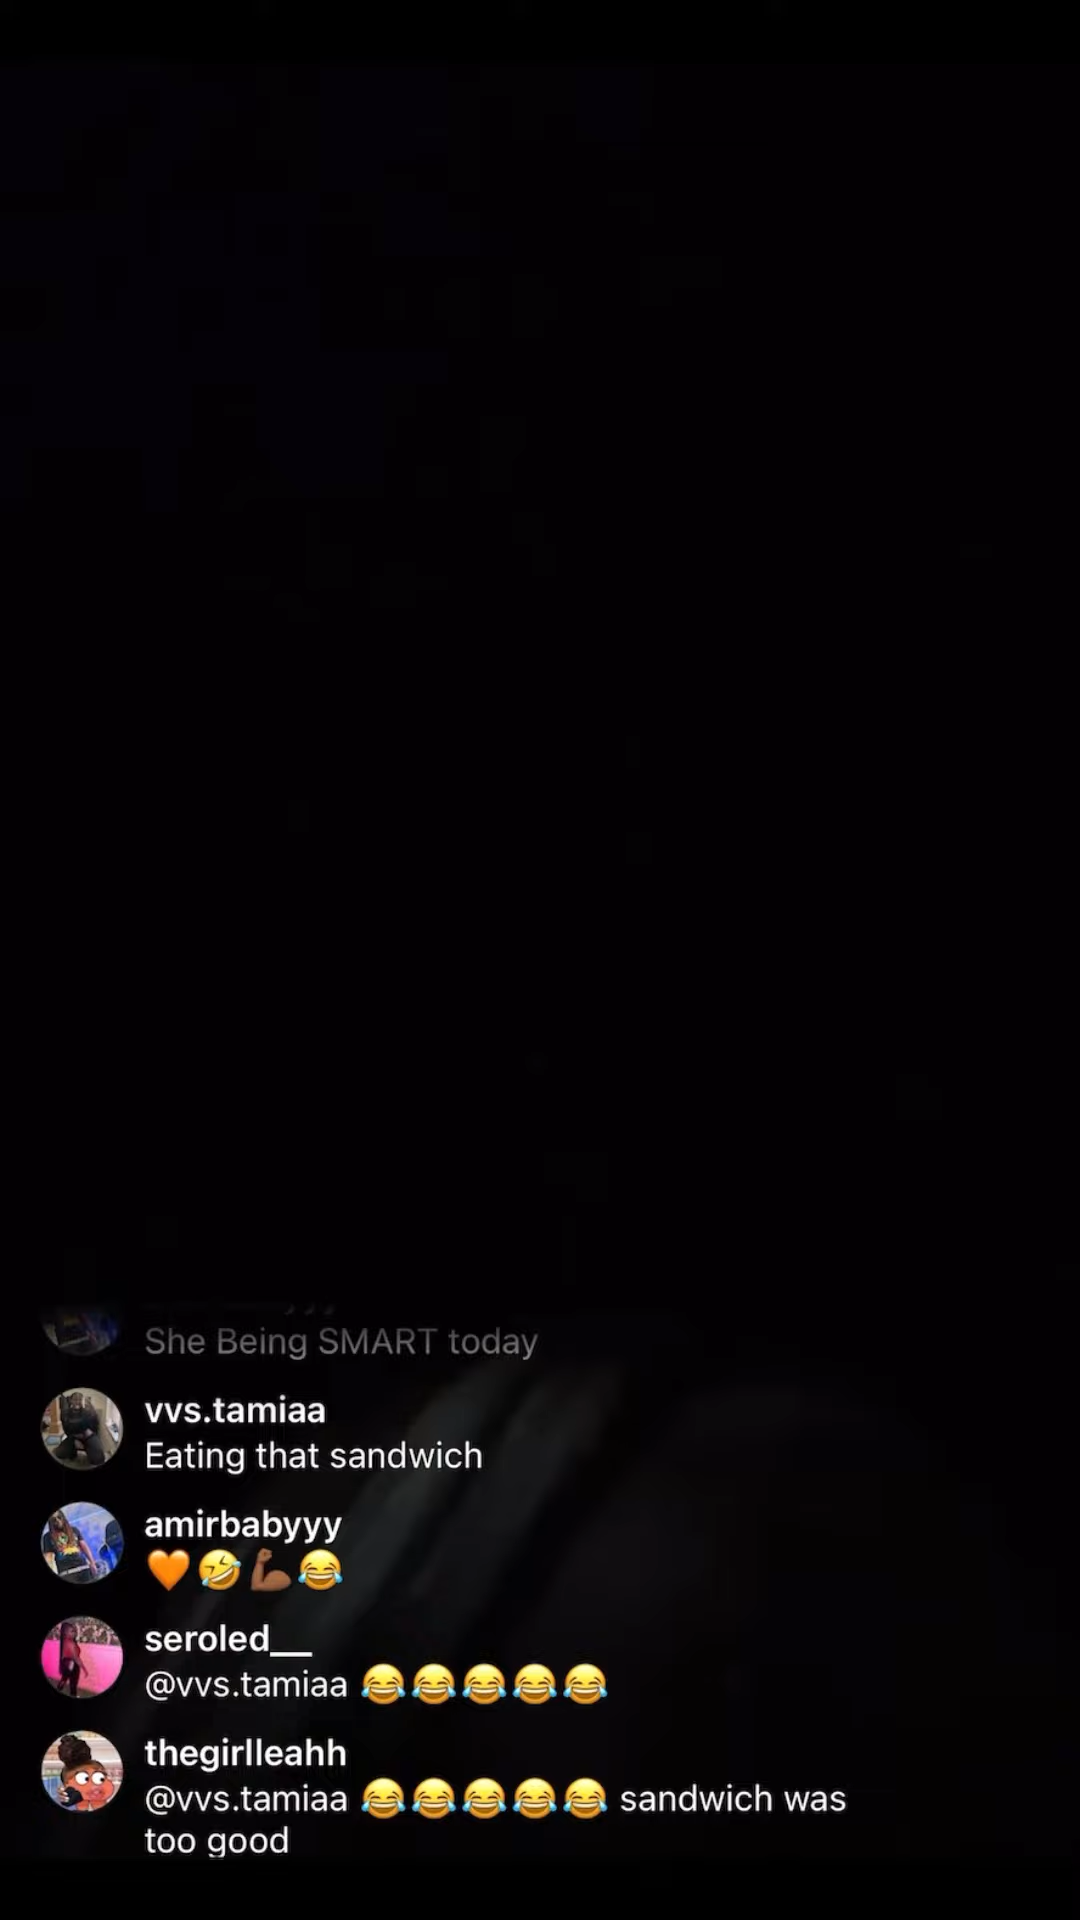 She Being SMART today
vvs.tamiaa
Eating that sandwich
amirbabyyy
🧡🤣💪🏾😂
seroled__
@vvs.tamiaa 😂😂😂😂😂
thegirlleahh
@vvs.tamiaa 😂😂😂😂😂 sandwich was
too good